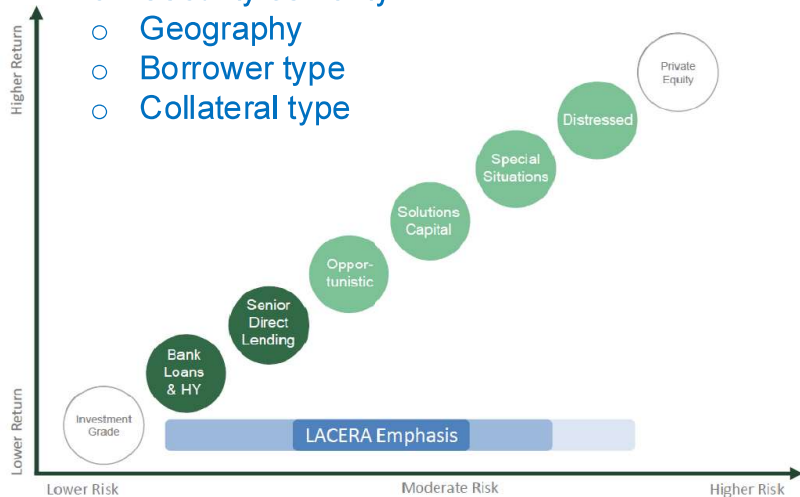 Geography
Borrower type
Collateral type
Higher Return
Lower Return
Private
Equity
Distressed
Special
Situations
Solutions
Capital
Oppor-
tunistic
Senior
Direct
Lending
Bank
Loans
& HY
Investment
Grade
LACERA Emphasis
Lower Risk
Moderate Risk
Higher Risk